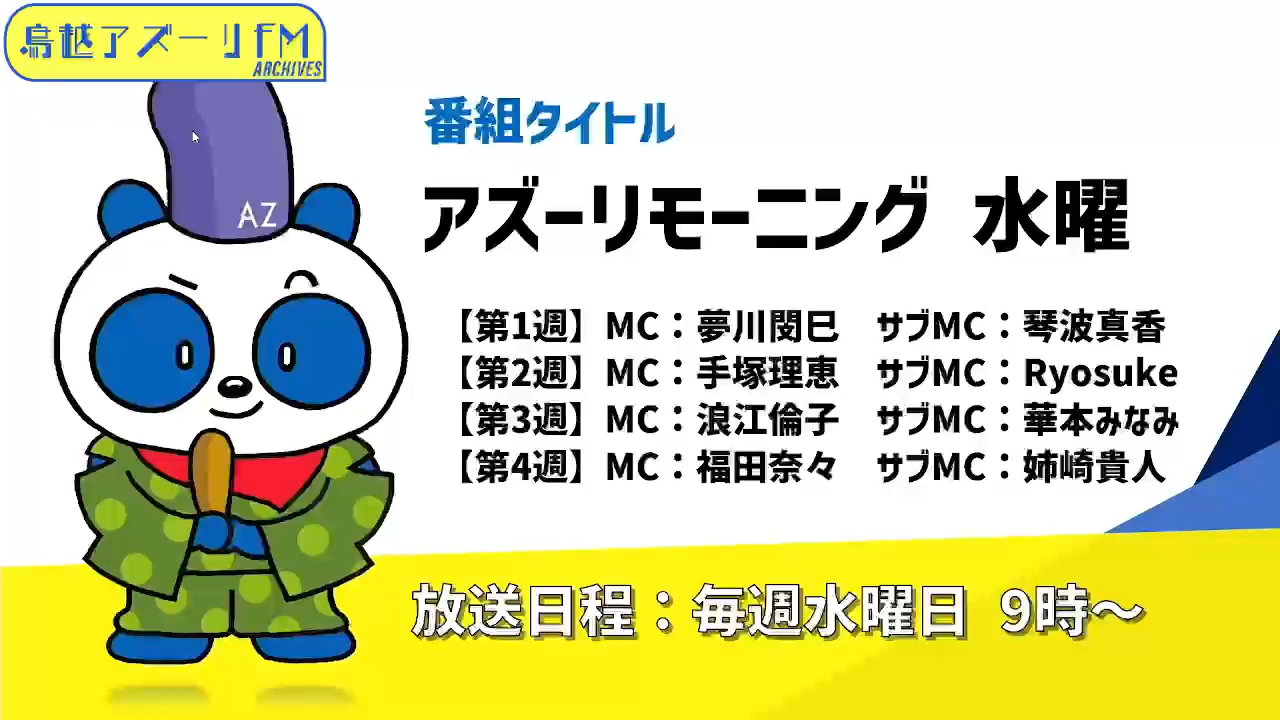 鳥越アズーリFM
ARCHIVES
AZ
番組タイトル
アズーリモーニング 水曜
【第1週】MC：夢川閔巳 サブMC：琴波真香
【第2週】MC：手塚理恵 サブMC：Ryosuke
【第3週】MC：浪江倫子 サブMC：華本みなみ
【第4週】MC：福田奈々 サブMC：姉崎貴人
放送日程：毎週水曜日 9時～